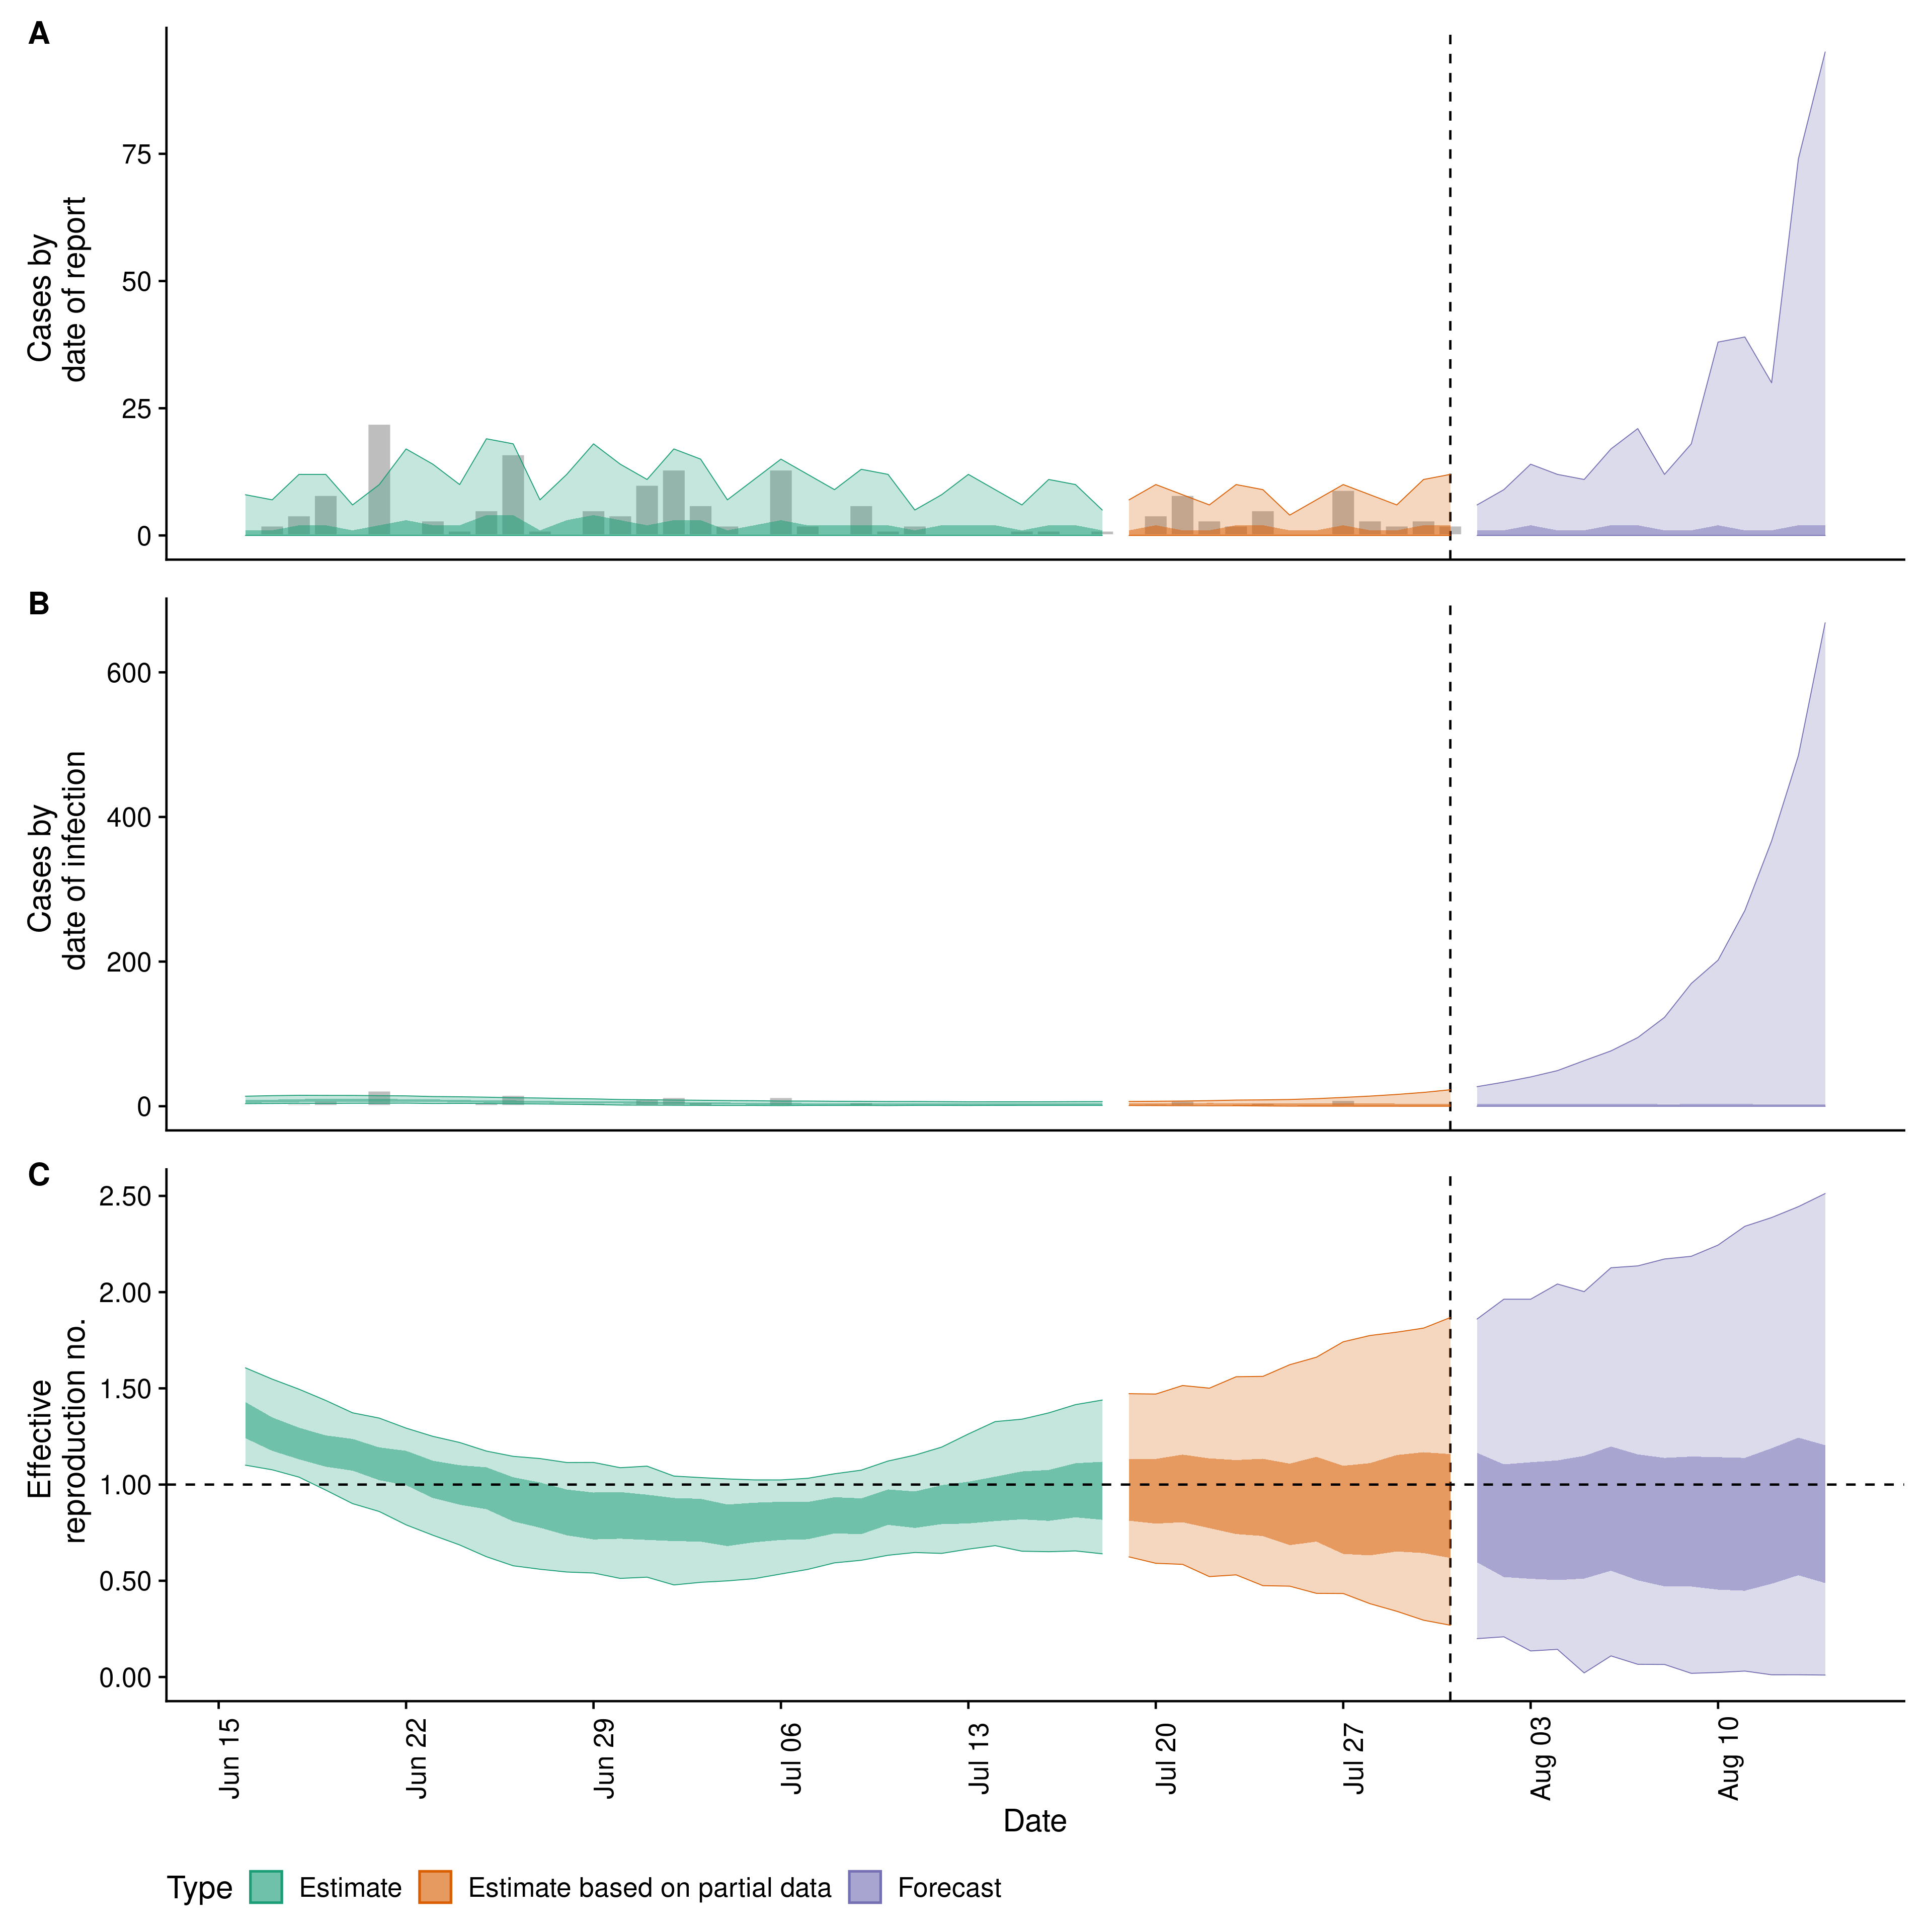 A
Cases by
date of report
75
50
25
0
B
Cases by
date of infection
600
400
200
0
C
Effective
reproduction no.
2.50
2.00
1.50
1.00
0.50
0.00
Jun 15
Jun 22
Jun 29
Jul 06
Jul 13
Jul 20
Jul 27
Aug 03
Aug 10
Date
Type
Estimate
Estimate based on partial data
Forecast